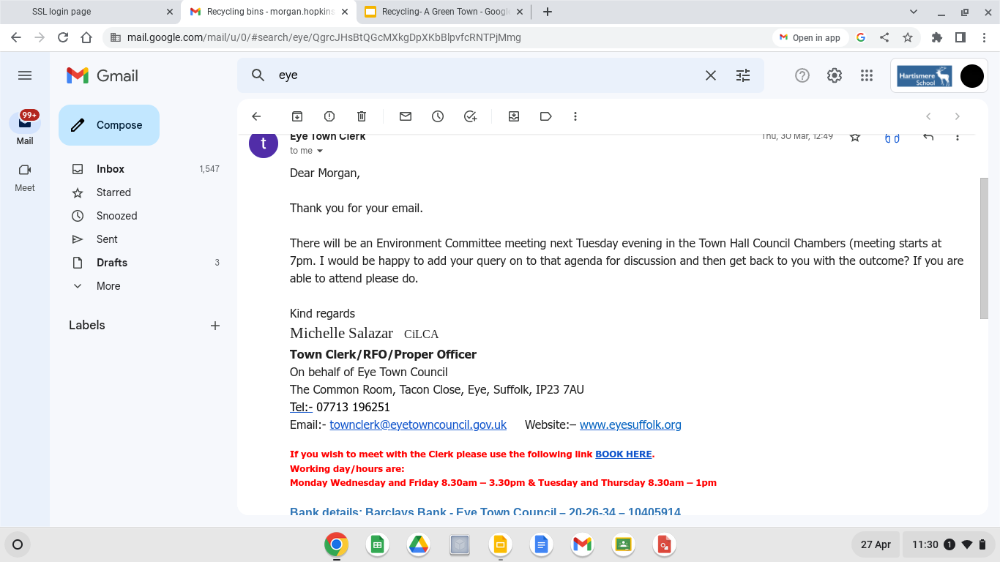 SSL login page
Recycling bins - morgan.hopkins
Recycling- A Green Town - Google
mail.google.com/mail/u/0/#search/eye/QgrcJHsBtQGcMXkgDpXKbBlpvfcRNTPjMmg
Open in app
Gmail
eye
Hartismere School
99+
Mail
Meet
Compose
Inbox 1,547
Starred
Snoozed
Sent
Drafts 3
More
Labels
Eye Town Clerk Thu, 30 Mar, 12:49
to me
Dear Morgan,
Thank you for your email.
There will be an Environment Committee meeting next Tuesday evening in the Town Hall Council Chambers (meeting starts at
7pm. I would be happy to add your query on to that agenda for discussion and then get back to you with the outcome? If you are
able to attend please do.
Kind regards
Michelle Salazar CiLCA
Town Clerk/RFO/Proper Officer
On behalf of Eye Town Council
The Common Room, Tacon Close, Eye, Suffolk, IP23 7AU
Tel:- 07713 196251
Email:- townclerk@eyetowncouncil.gov.uk Website:– www.eyesuffolk.org
If you wish to meet with the Clerk please use the following link BOOK HERE.
Working day/hours are:
Monday Wednesday and Friday 8.30am – 3.30pm & Tuesday and Thursday 8.30am – 1pm
Bank details: Barclays Bank - Eye Town Council – 20-26-34 – 10405914
27 Apr
11:30 1
t